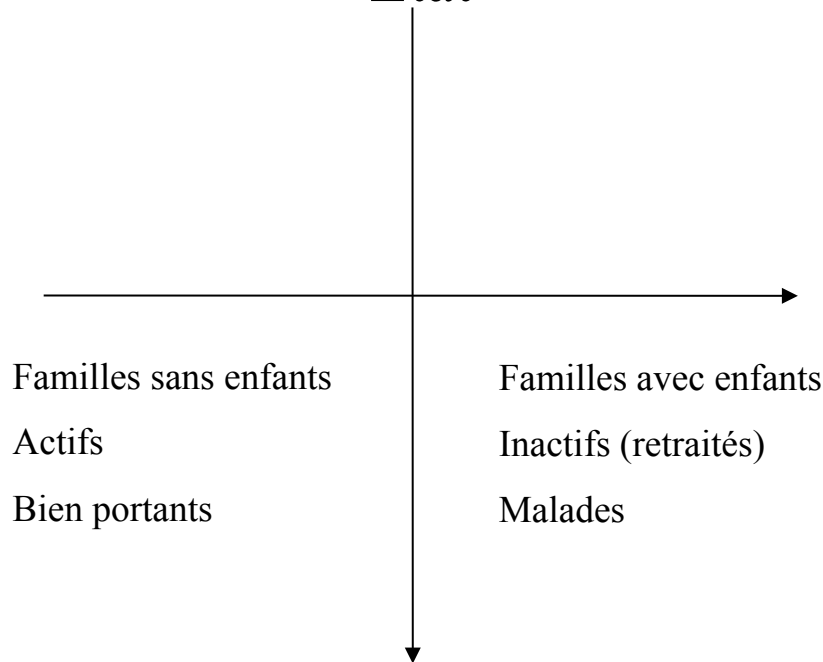 Familles sans enfants
Familles avec enfants
Actifs
Inactifs (retraités)
Bien portants
Malades